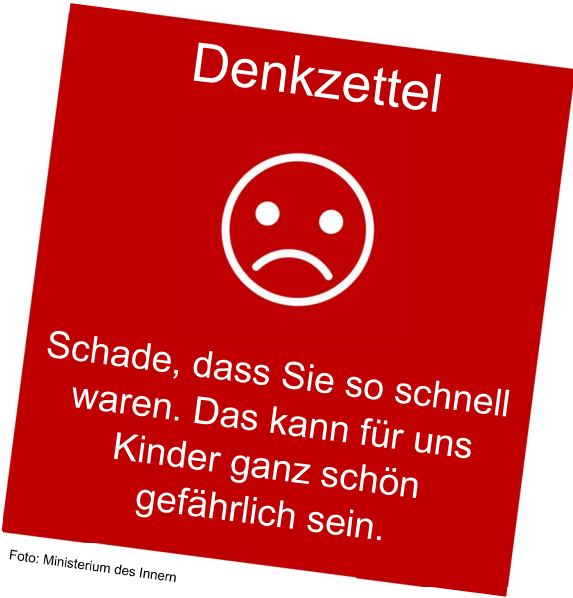 Denkzettel
Schade, dass Sie so schnell
waren. Das kann für uns
Kinder ganz schön
gefährlich sein.
Foto: Ministerium des Innern